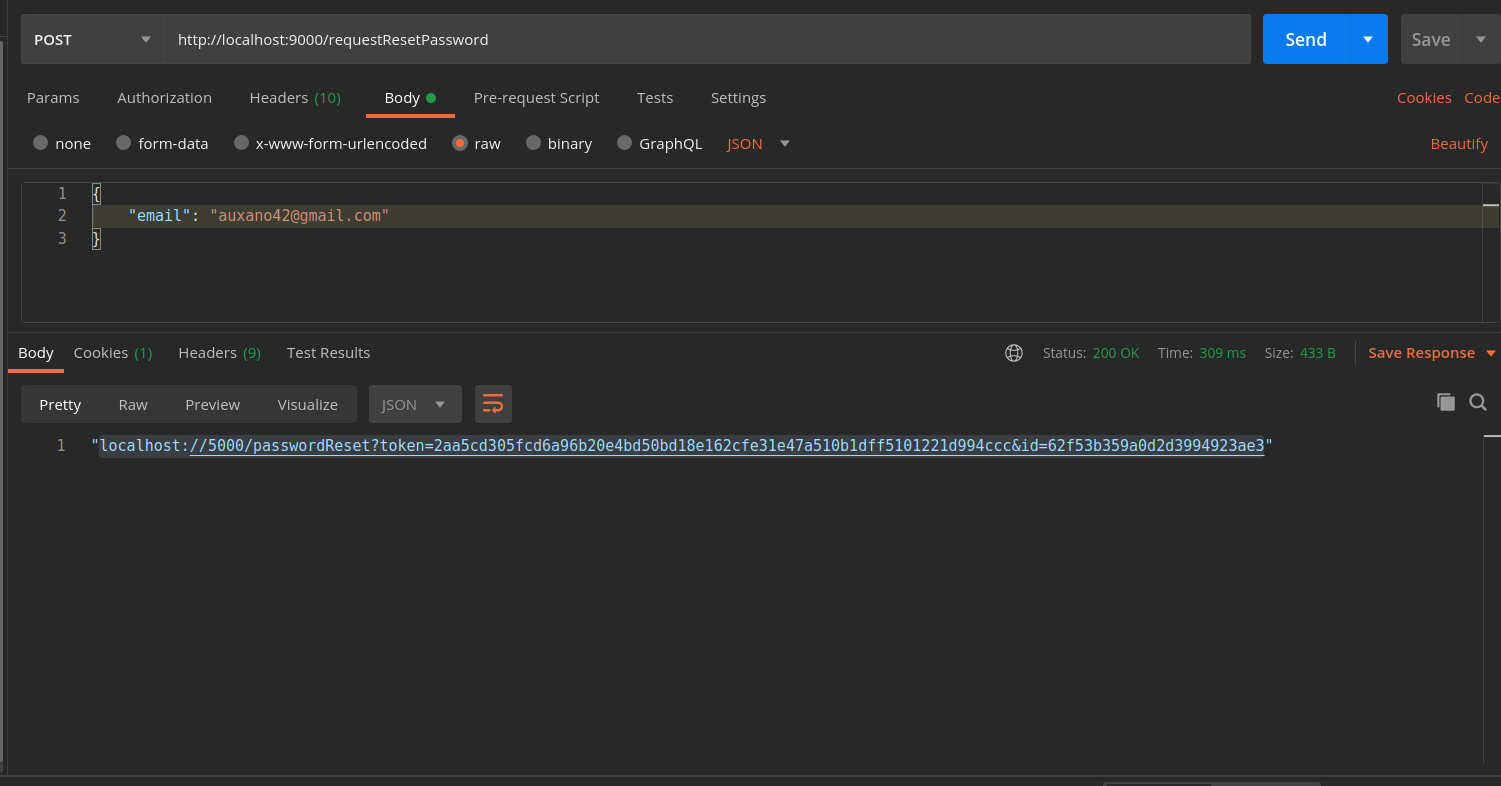 POST http://localhost:9000/requestResetPassword Send Save
Params Authorization Headers (10) Body Pre-request Script Tests Settings Cookies Code
none form-data x-www-form-urlencoded raw binary GraphQL JSON Beautify
1 {
2 "email": "auxano42@gmail.com"
3 }
Body Cookies (1) Headers (9) Test Results Status: 200 OK Time: 309 ms Size: 433 B Save Response
Pretty Raw Preview Visualize JSON
1 "localhost://5000/passwordReset?token=2aa5cd305fcd6a96b20e4bd50bd18e162cfe31e47a510b1dff5101221d994ccc&id=62f53b359a0d2d3994923ae3"